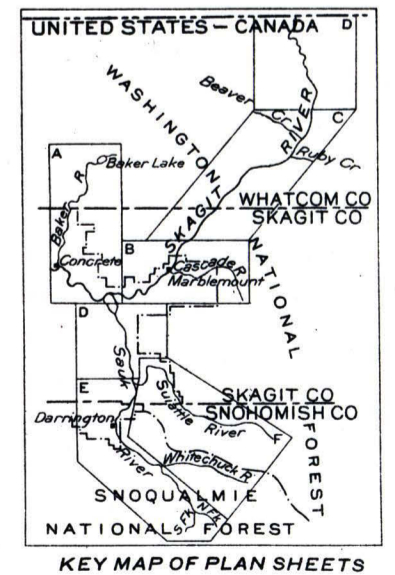 UNITED STATES – CANADA
D
WASHINGTON
Beaver
Cr
C
RIVER
Ruby Cr
A
Baker Lake
Baker R
WHATCOM CO
SKAGIT CO
SKAGIT
B
Concrete
Cascade R
Marblemount
NATIONAL
D
Sauk
SKAGIT CO
SNOHOMISH CO
E
Suiattle
River
Darrington
F
FOREST
River
Whitechuck R
SNOQUALMIE
N FK
S. FK
NATIONAL FOREST
KEY MAP OF PLAN SHEETS